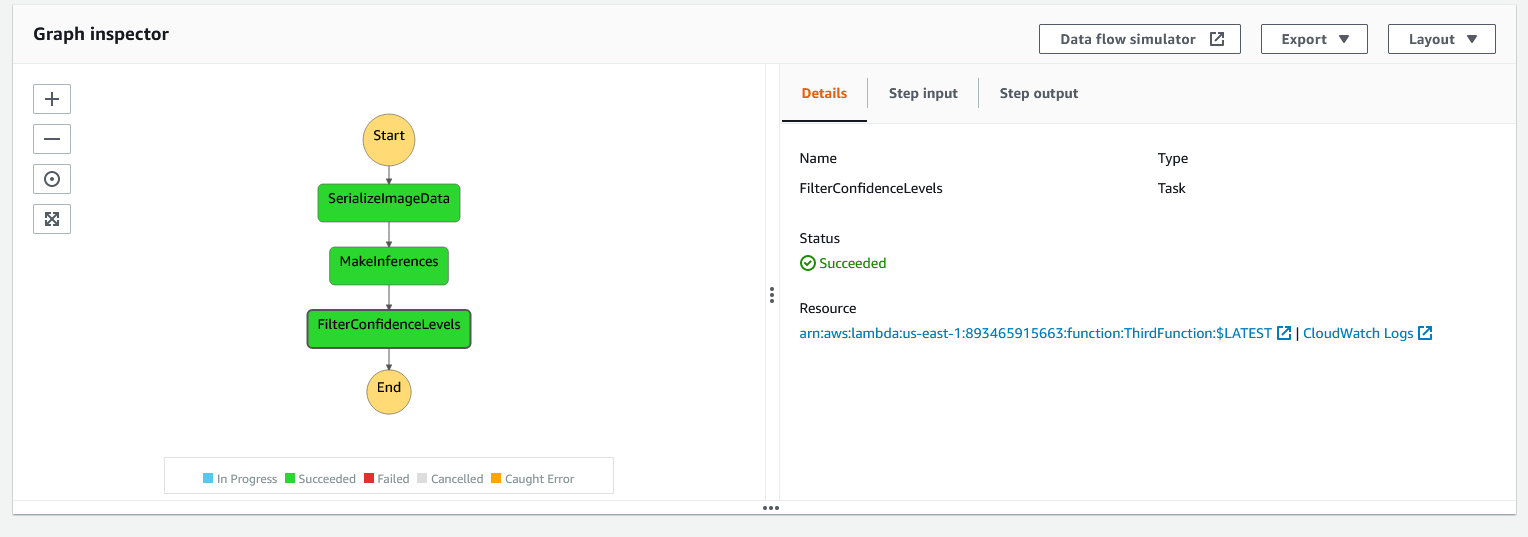 Graph inspector
Data flow simulator
Export
Layout
Start
SerializeImageData
MakeInferences
FilterConfidenceLevels
End
In Progress Succeeded Failed Cancelled Caught Error
Details Step input Step output
Name Type
FilterConfidenceLevels Task
Status
Succeeded
Resource
arn:aws:lambda:us-east-1:893465915663:function:ThirdFunction:$LATEST | CloudWatch Logs